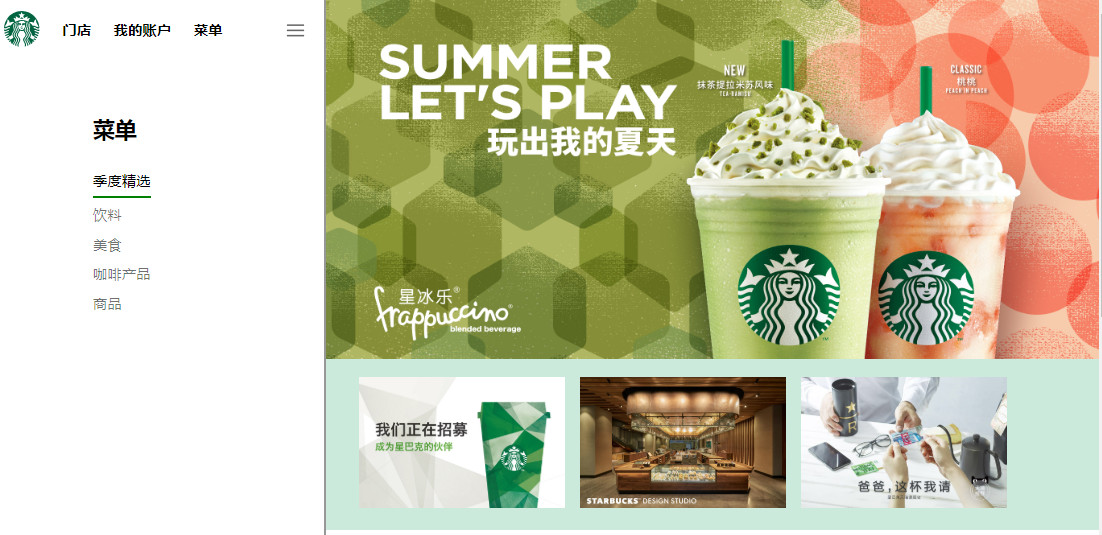 门店 我的账户 菜单
菜单
季度精选
饮料
美食
咖啡产品
商品
SUMMER
LET'S PLAY
玩出我的夏天
NEW
抹茶提拉米苏风味
TEA-RAMISU
CLASSIC
桃桃
PEACH IN PEACH
星冰乐®
frappuccino®
blended beverage
我们正在招募
成为星巴克的伙伴
STARBUCKS™ DESIGN STUDIO
爸爸,这杯我请